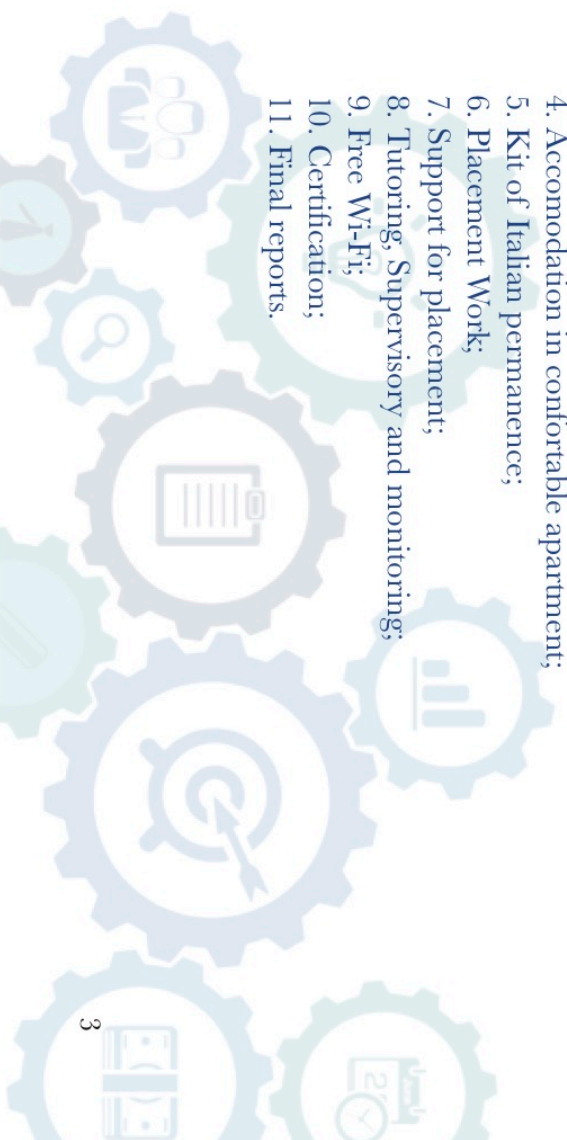 4. Accomodation in confortable apartment;
5. Kit of Italian permanence;
6. Placement Work;
7. Support for placement;
8. Tutoring, Supervisory and monitoring;
9. Free Wi-Fi;
10. Certification;
11. Final reports.
3